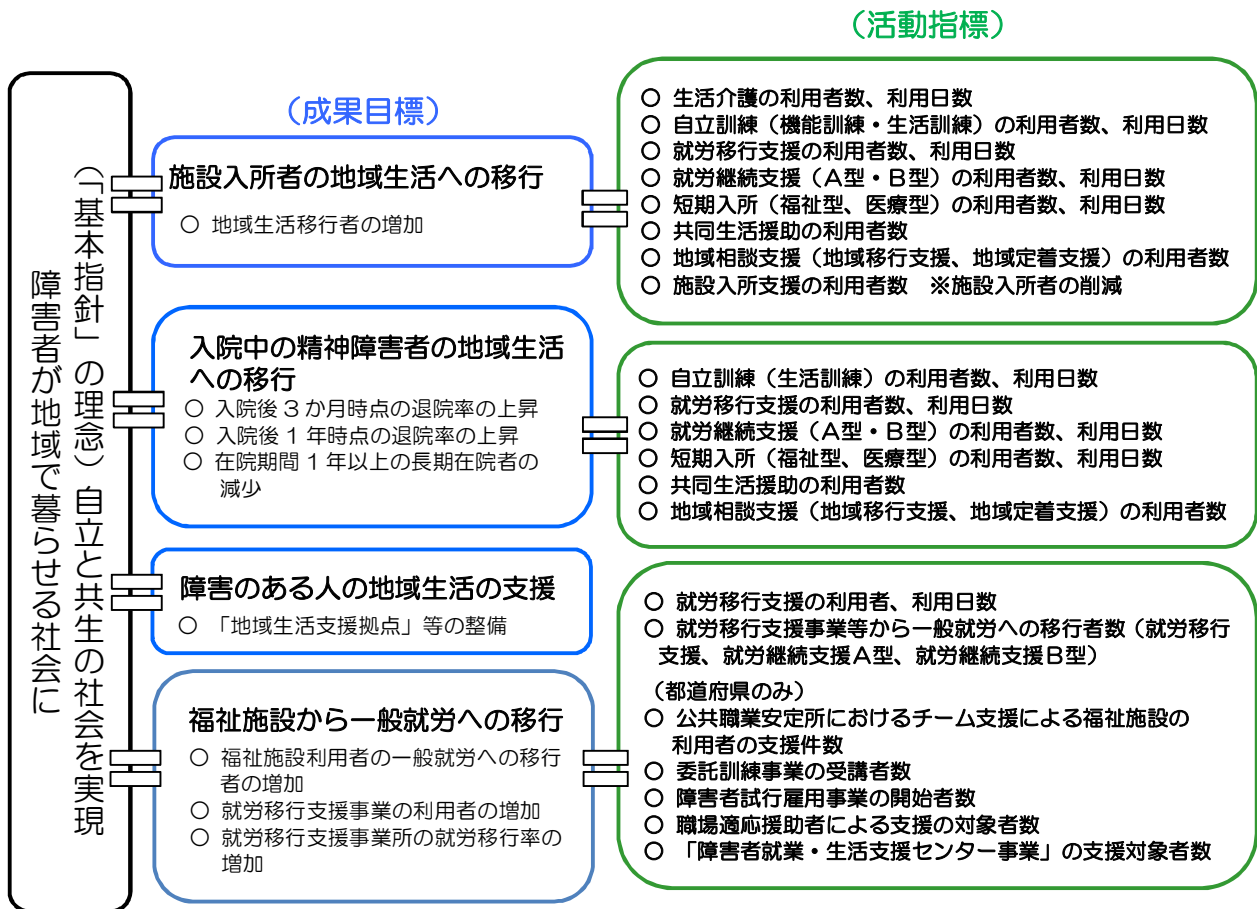 （活動指標）
（成果目標）
（「基本指針」の理念）自立と共生の社会を実現
障害者が地域で暮らせる社会に
施設入所者の地域生活への移行
○ 地域生活移行者の増加
○ 生活介護の利用者数、利用日数
○ 自立訓練（機能訓練・生活訓練）の利用者数、利用日数
○ 就労移行支援の利用者数、利用日数
○ 就労継続支援（Ａ型・Ｂ型）の利用者数、利用日数
○ 短期入所（福祉型、医療型）の利用者数、利用日数
○ 共同生活援助の利用者数
○ 地域相談支援（地域移行支援、地域定着支援）の利用者数
○ 施設入所支援の利用者数　※施設入所者の削減
入院中の精神障害者の地域生活
への移行
○ 入院後３か月時点の退院率の上昇
○ 入院後１年時点の退院率の上昇
○ 在院期間１年以上の長期在院者の
減少
○ 自立訓練（生活訓練）の利用者数、利用日数
○ 就労移行支援の利用者数、利用日数
○ 就労継続支援（Ａ型・Ｂ型）の利用者数、利用日数
○ 短期入所（福祉型、医療型）の利用者数、利用日数
○ 共同生活援助の利用者数
○ 地域相談支援（地域移行支援、地域定着支援）の利用者数
障害のある人の地域生活の支援
○ 「地域生活支援拠点」等の整備
福祉施設から一般就労への移行
○ 福祉施設利用者の一般就労への移行
者の増加
○ 就労移行支援事業の利用者の増加
○ 就労移行支援事業所の就労移行率の
増加
○ 就労移行支援の利用者、利用日数
○ 就労移行支援事業等から一般就労への移行者数（就労移行
支援、就労継続支援Ａ型、就労継続支援Ｂ型）
（都道府県のみ）
○ 公共職業安定所におけるチーム支援による福祉施設の
利用者の支援件数
○ 委託訓練事業の受講者数
○ 障害者試行雇用事業の開始者数
○ 職場適応援助者による支援の対象者数
○ 「障害者就業・生活支援センター事業」の支援対象者数